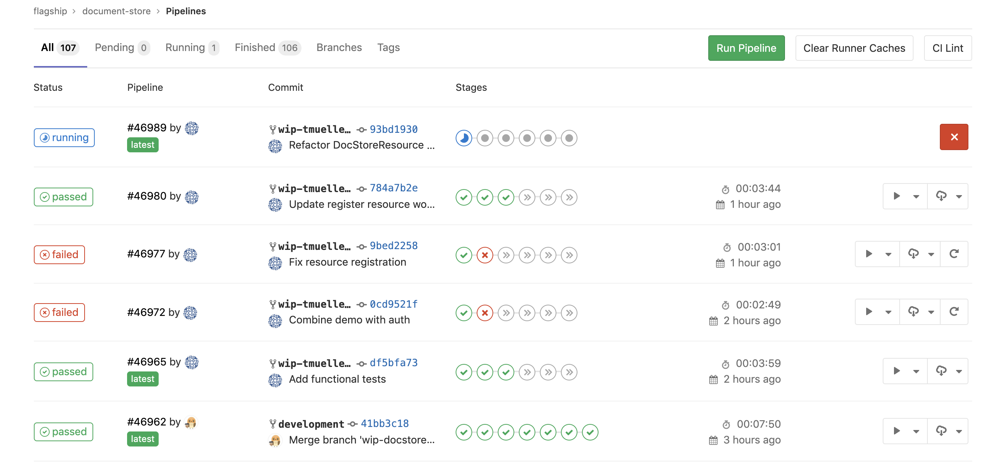 flagship > document-store > Pipelines
All 107 Pending 0 Running 1 Finished 106 Branches Tags Run Pipeline Clear Runner Caches CI Lint
Status Pipeline Commit Stages
running #46989 by wip-tmuelle… 93bd1930
latest Refactor DocStoreResource ...
passed #46980 by wip-tmuelle… 784a7b2e 00:03:44
Update register resource wo... 1 hour ago
failed #46977 by wip-tmuelle… 9bed2258 00:03:01
Fix resource registration 1 hour ago
failed #46972 by wip-tmuelle… 0cd9521f 00:02:49
Combine demo with auth 2 hours ago
passed #46965 by wip-tmuelle… df5bfa73 00:03:59
latest Add functional tests 2 hours ago
passed #46962 by development 41bb3c18 00:07:50
latest Merge branch 'wip-docstore... 3 hours ago